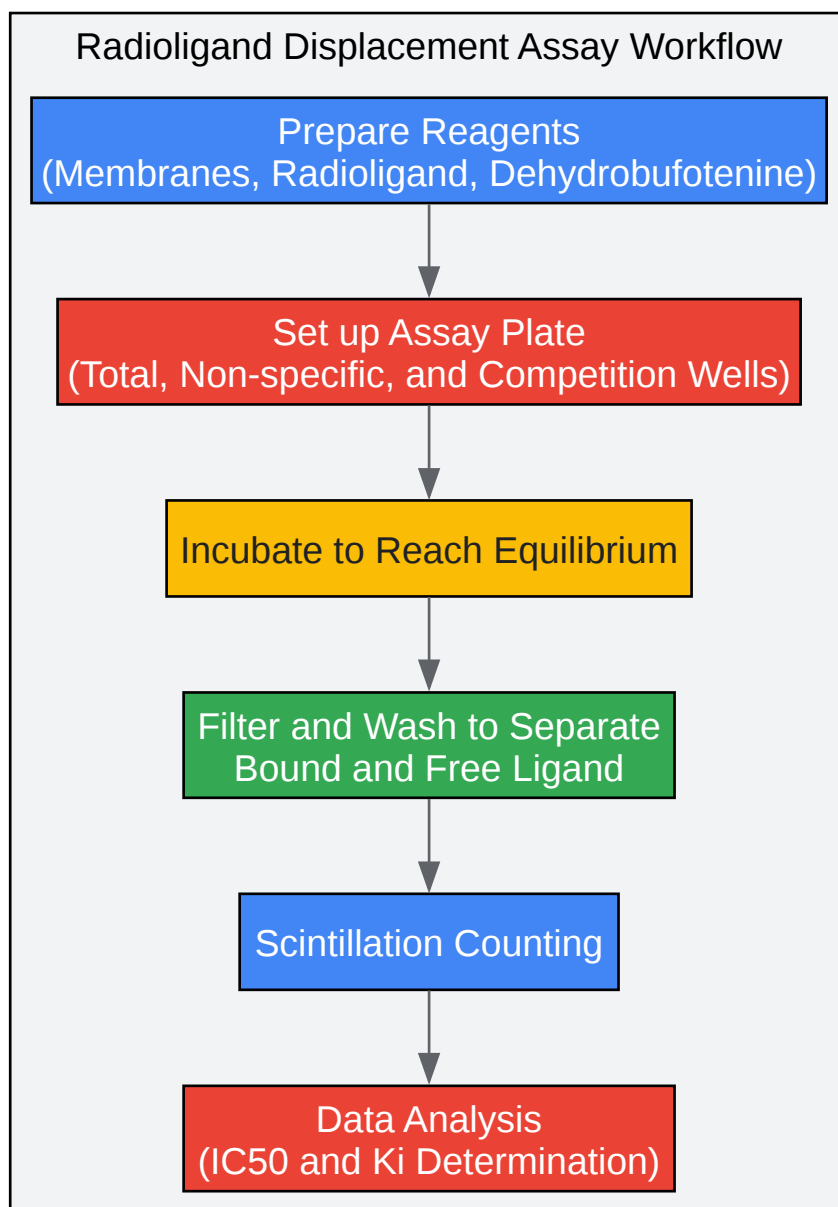 Radioligand Displacement Assay Workflow
Prepare Reagents
(Membranes, Radioligand, Dehydrobufotenine)
Set up Assay Plate
(Total, Non-specific, and Competition Wells)
Incubate to Reach Equilibrium
Filter and Wash to Separate
Bound and Free Ligand
Scintillation Counting
Data Analysis
(IC50 and Ki Determination)